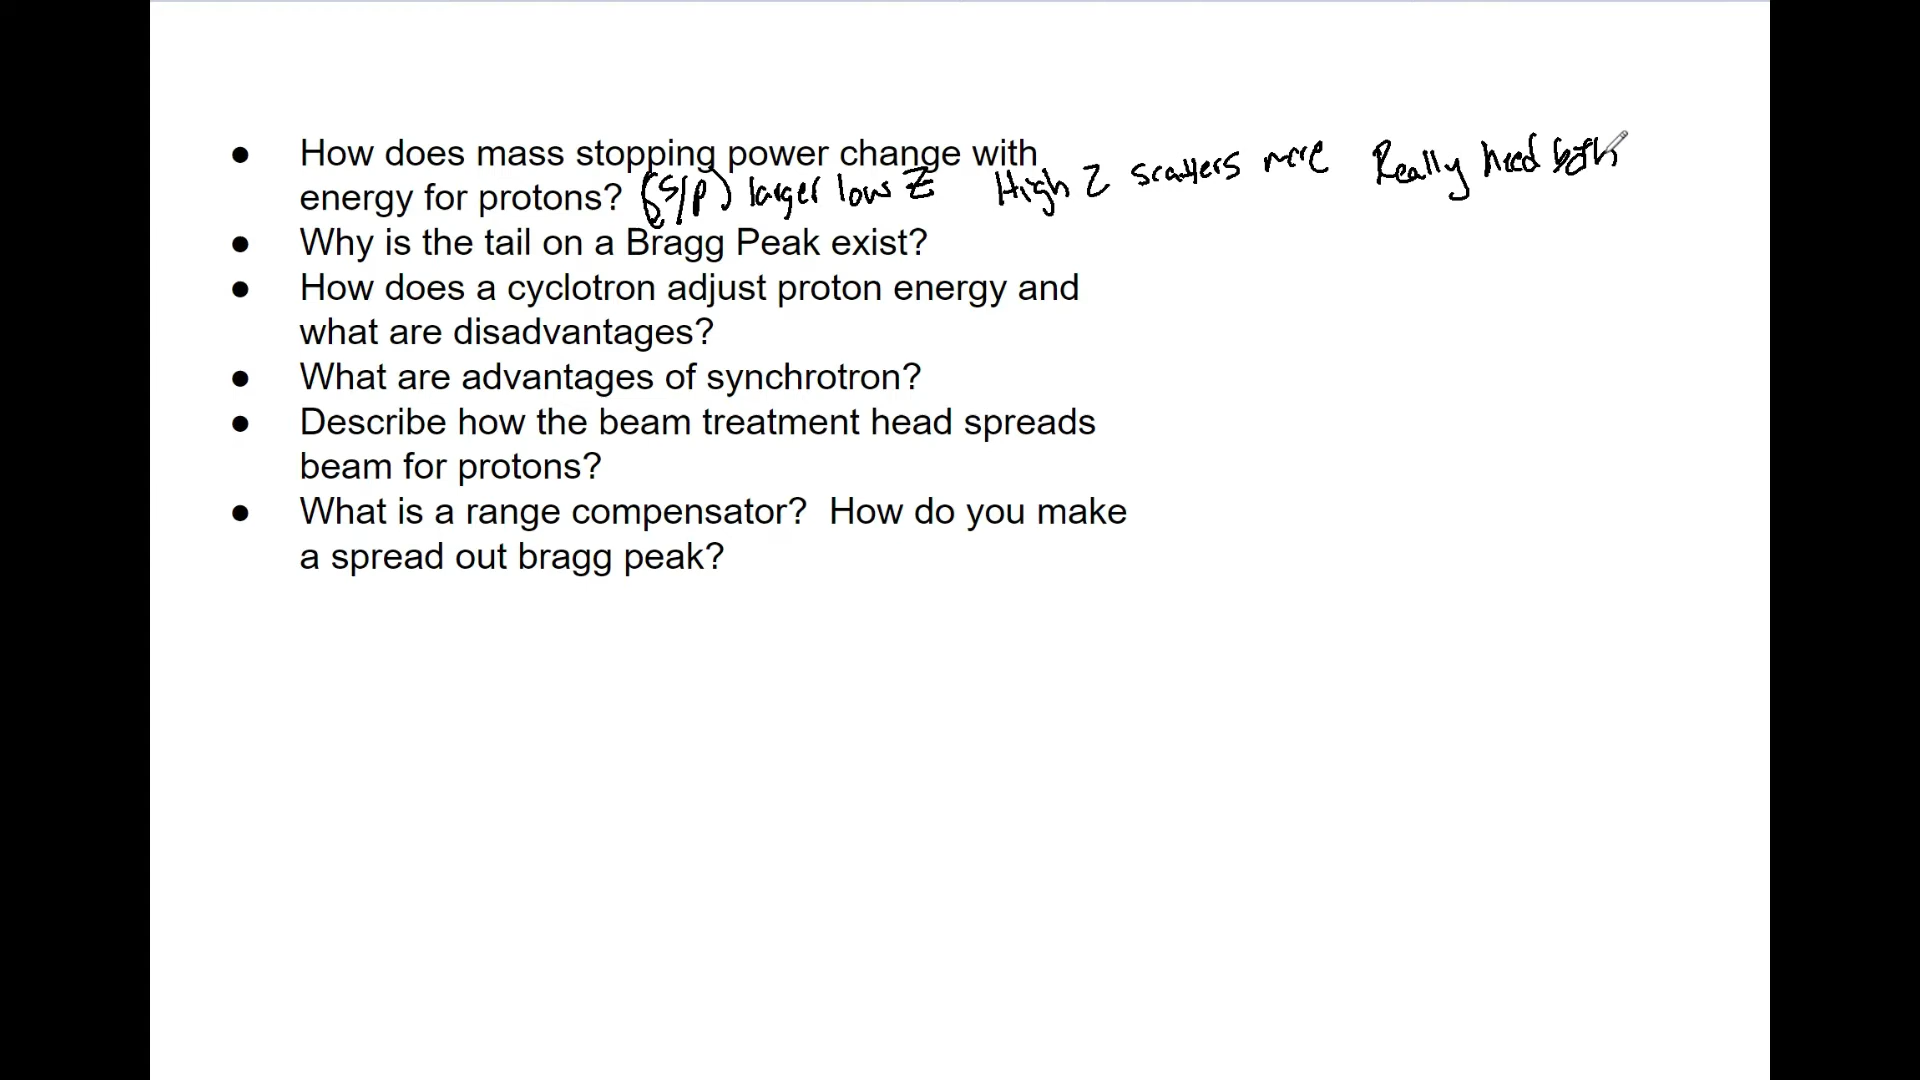 ● How does mass stopping power change with
energy for protons? (S/ρ) larger low Z High Z scatters more Really need both
● Why is the tail on a Bragg Peak exist?
● How does a cyclotron adjust proton energy and
what are disadvantages?
● What are advantages of synchrotron?
● Describe how the beam treatment head spreads
beam for protons?
● What is a range compensator? How do you make
a spread out bragg peak?